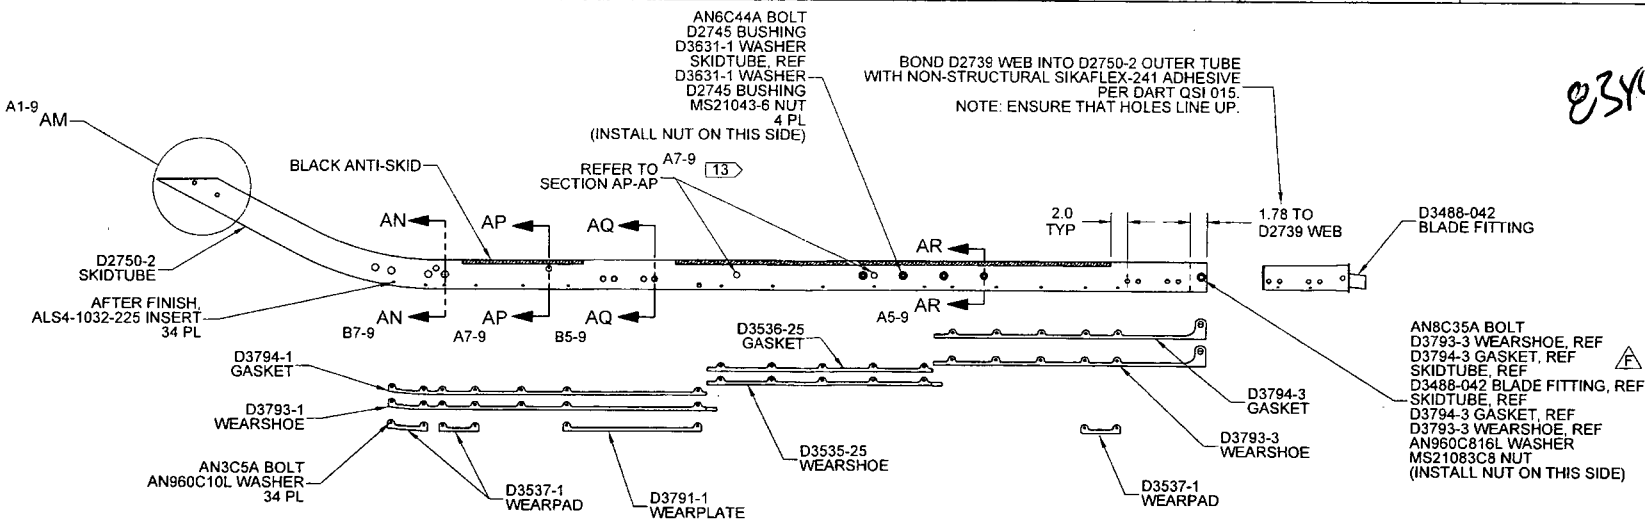 AN6C44A BOLT
D2745 BUSHING
D3631-1 WASHER
SKIDTUBE, REF
D3631-1 WASHER
D2745 BUSHING
MS21043-6 NUT
4 PL
(INSTALL NUT ON THIS SIDE)
BOND D2739 WEB INTO D2750-2 OUTER TUBE
WITH NON-STRUCTURAL SIKAFLEX-241 ADHESIVE
PER DART QSI 015.
NOTE: ENSURE THAT HOLES LINE UP.
A1-9
AM
BLACK ANTI-SKID
REFER TO
SECTION AP-AP
A7-9
13
AN
AP
AQ
AR
2.0
TYP
1.78 TO
D2739 WEB
D3488-042
BLADE FITTING
D2750-2
SKIDTUBE
AFTER FINISH,
ALS4-1032-225 INSERT
34 PL
AN
AP
AQ
AR
B7-9
A7-9
B5-9
A5-9
D3794-1
GASKET
D3793-1
WEARSHOE
AN3C5A BOLT
AN960C10L WASHER
34 PL
D3537-1
WEARPAD
D3791-1
WEARPLATE
D3536-25
GASKET
D3535-25
WEARSHOE
D3794-3
GASKET
D3793-3
WEARSHOE
D3537-1
WEARPAD
AN8C35A BOLT
D3793-3 WEARSHOE, REF
D3794-3 GASKET, REF
SKIDTUBE, REF
D3488-042 BLADE FITTING, REF
SKIDTUBE, REF
D3794-3 GASKET, REF
D3793-3 WEARSHOE, REF
AN960C816L WASHER
MS21083C8 NUT
(INSTALL NUT ON THIS SIDE)
F